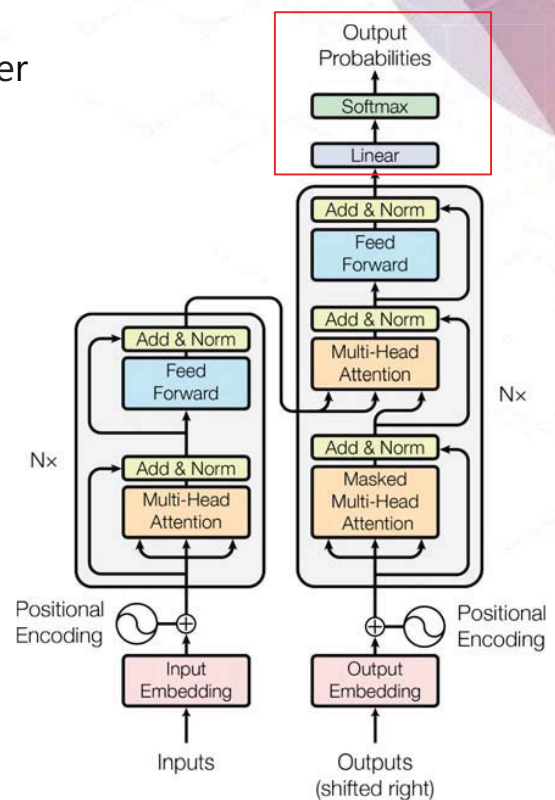 er
Output
Probabilities
Softmax
Linear
Add & Norm
Feed
Forward
Add & Norm
Multi-Head
Attention
Add & Norm
Masked
Multi-Head
Attention
N×
Add & Norm
Feed
Forward
Add & Norm
Multi-Head
Attention
N×
Positional
Encoding
Positional
Encoding
Input
Embedding
Output
Embedding
Inputs
Outputs
(shifted right)